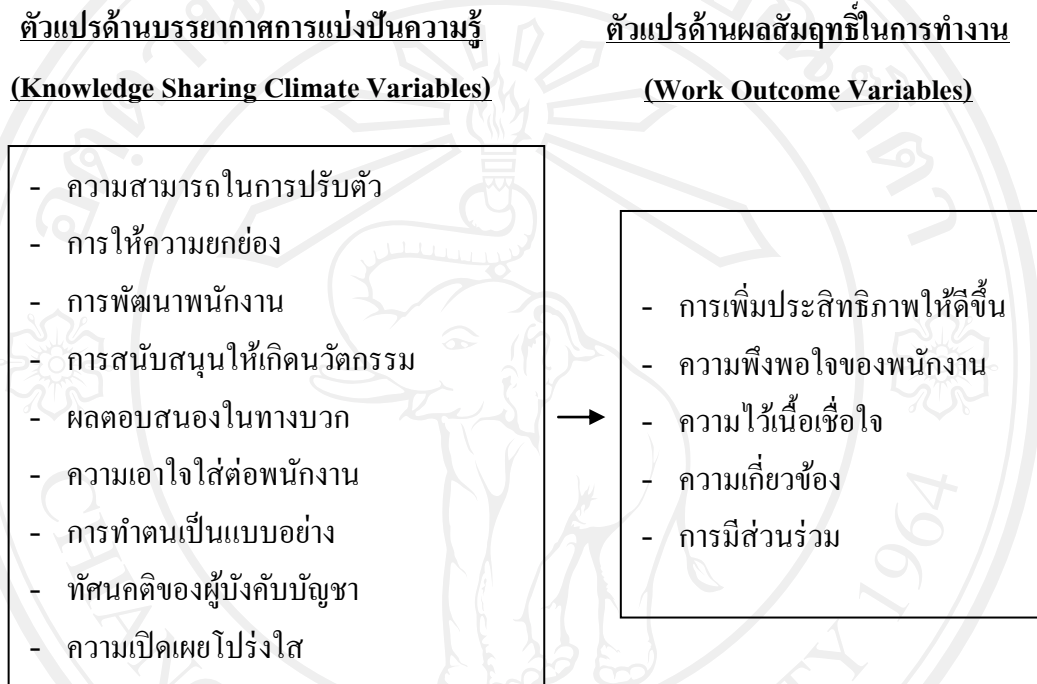 ตัวแปรด้านบรรยากาศการแบ่งปันความรู้
(Knowledge Sharing Climate Variables)
- ความสามารถในการปรับตัว
- การให้ความยกย่อง
- การพัฒนาพนักงาน
- การสนับสนุนให้เกิดนวัตกรรม
- ผลตอบสนองในทางบวก
- ความเอาใจใส่ต่อพนักงาน
- การทำตนเป็นแบบอย่าง
- ทัศนคติของผู้บังคับบัญชา
- ความเปิดเผยโปร่งใส
ตัวแปรด้านผลสัมฤทธิ์ในการทำงาน
(Work Outcome Variables)
- การเพิ่มประสิทธิภาพให้ดีขึ้น
- ความพึงพอใจของพนักงาน
- ความไว้เนื้อเชื่อใจ
- ความเกี่ยวข้อง
- การมีส่วนร่วม
1964